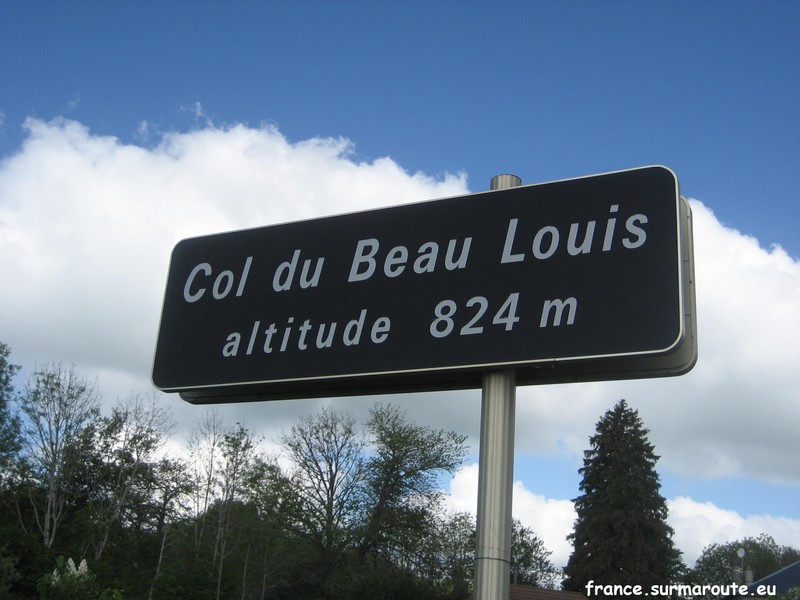 Col du Beau Louis
altitude 824 m
france.surmaroute.eu